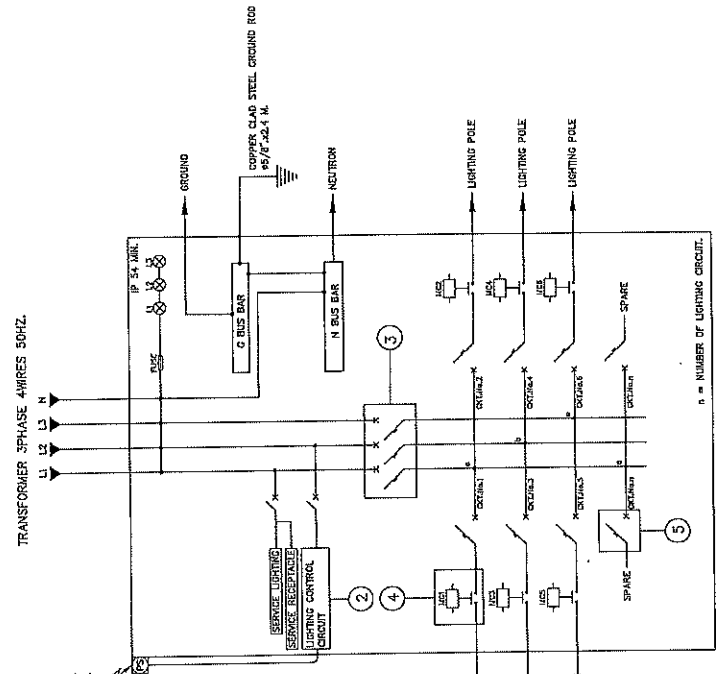 TRANSFORMER 3PHASE 4WIRES 50HZ.
L1
L2
L3
N
IP 54 MIN.
FUSE
L1
L2
L3
GROUND
COPPER CLAD STEEL GROUND ROD
ø5/8".x2.4 M.
G BUS BAR
N BUS BAR
NEUTRON
3
SERVICE LIGHTING
SERVICE RECEPTACLE
LIGHTING CONTROL
CIRCUIT
2
4
PS
MC1
CKT.No.1
CKT.No.2
MC2
LIGHTING POLE
MC3
CKT.No.3
CKT.No.4
MC4
LIGHTING POLE
MC5
CKT.No.5
CKT.No.6
MC6
LIGHTING POLE
SPARE
CKT.No.n
CKT.No.n
SPARE
5
n = NUMBER OF LIGHTING CIRCUIT.